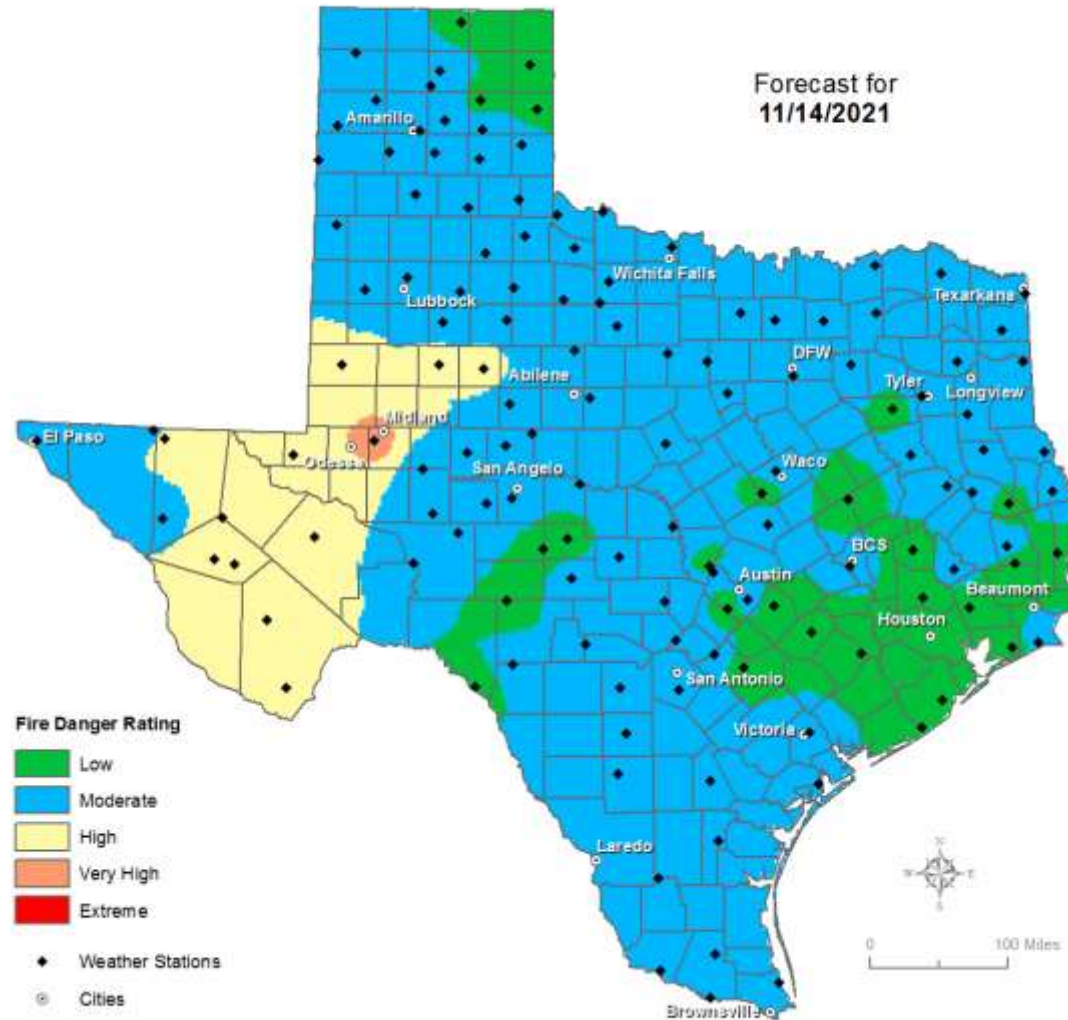 Forecast for
11/14/2021
Amarillo
Wichita Falls
Lubbock
Texarkana
DFW
Abilene
Tyler
Longview
Midland
El Paso
Odessa
San Angelo
Waco
BCS
Austin
Beaumont
Houston
San Antonio
Victoria
Laredo
Brownsville
Fire Danger Rating
Low
Moderate
High
Very High
Extreme
Weather Stations
Cities
N
W E
S
0 100 Miles